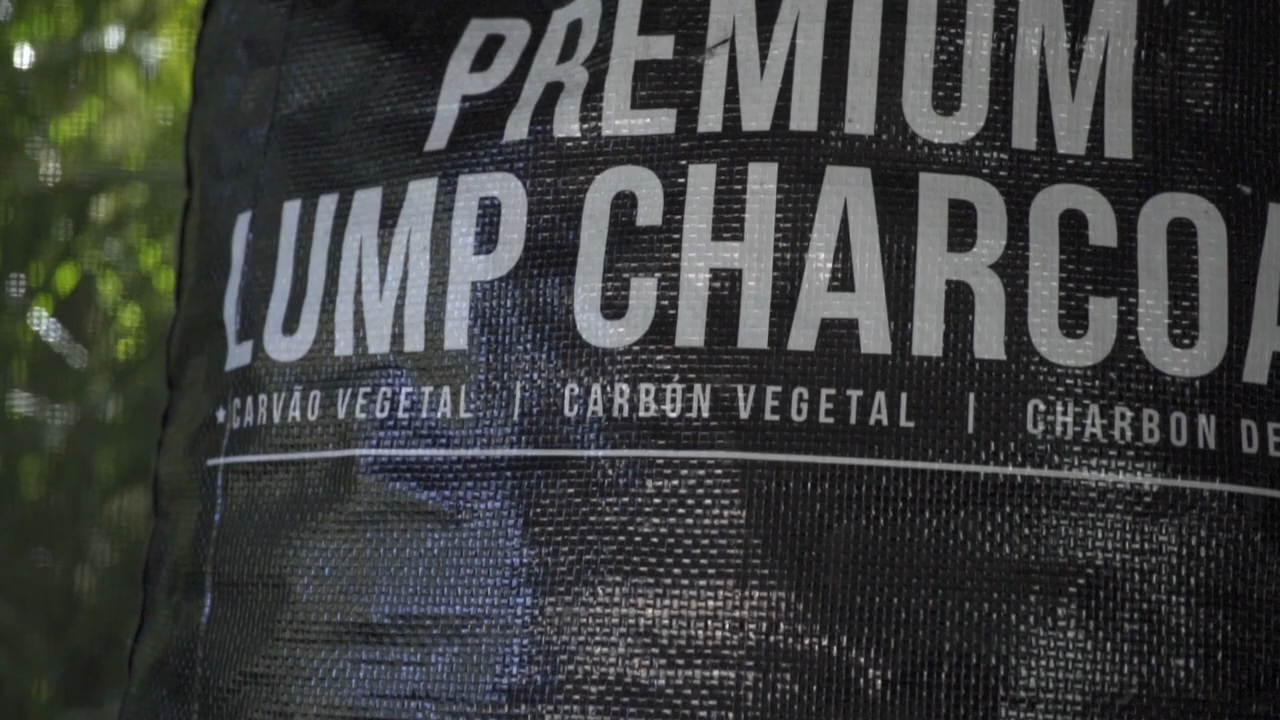 PREMIUM
LUMP CHARCOA
★ CARVÃO VEGETAL | CARBÓN VEGETAL | CHARBON DE